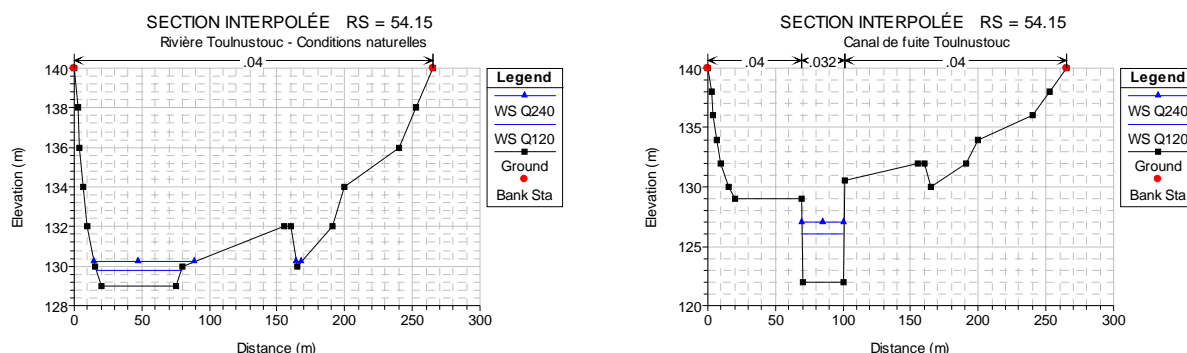 SECTION INTERPOLÉE RS = 54.15
Rivière Toulnustouc - Conditions naturelles
.04
140
138
136
134
132
130
128
0
50
100
150
200
250
300
Elevation (m)
Distance (m)
Legend
WS Q240
WS Q120
Ground
Bank Sta
SECTION INTERPOLÉE RS = 54.15
Canal de fuite Toulnustouc
.04
.032
.04
140
135
130
125
120
0
50
100
150
200
250
300
Elevation (m)
Distance (m)
Legend
WS Q240
WS Q120
Ground
Bank Sta